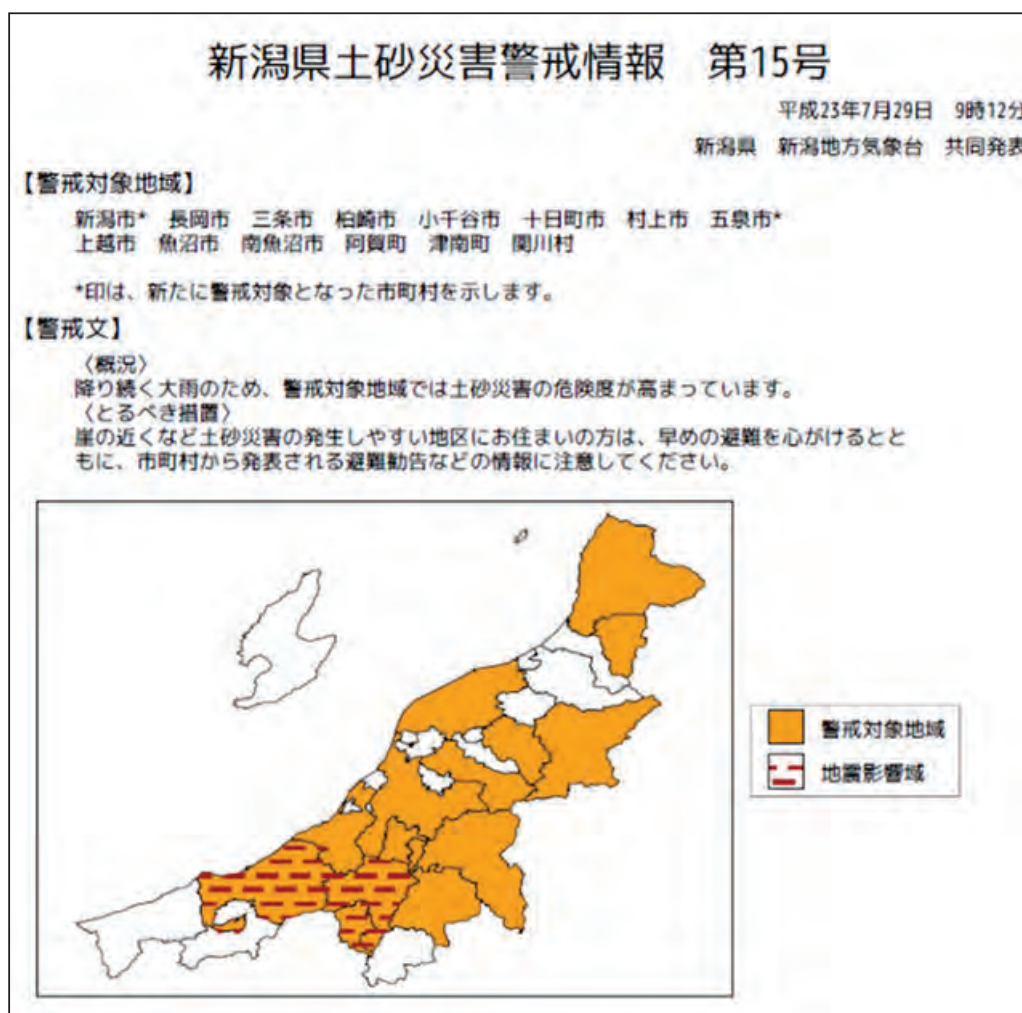 新潟県土砂災害警戒情報　第15号
平成23年7月29日　9時12分
新潟県　新潟地方気象台　共同発表
【警戒対象地域】
新潟市*　長岡市　三条市　柏崎市　小千谷市　十日町市　村上市　五泉市*
上越市　魚沼市　南魚沼市　阿賀町　津南町　関川村
*印は、新たに警戒対象となった市町村を示します。
【警戒文】
〈概況〉
降り続く大雨のため、警戒対象地域では土砂災害の危険度が高まっています。
〈とるべき措置〉
崖の近くなど土砂災害の発生しやすい地区にお住まいの方は、早めの避難を心がけるとと
もに、市町村から発表される避難勧告などの情報に注意してください。
警戒対象地域
地震影響域